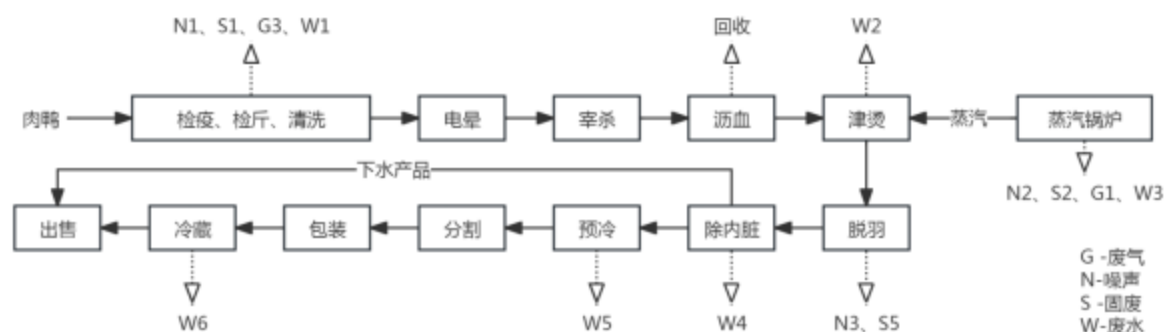 N1、S1、G3、W1
回收
W2
肉鸭
检疫、检斤、清洗
电晕
宰杀
沥血
津烫
蒸汽
蒸汽锅炉
下水产品
N2、S2、G1、W3
出售
冷藏
包装
分割
预冷
除内脏
脱羽
W6
W5
W4
N3、S5
G -废气
N-噪声
S -固废
W-废水